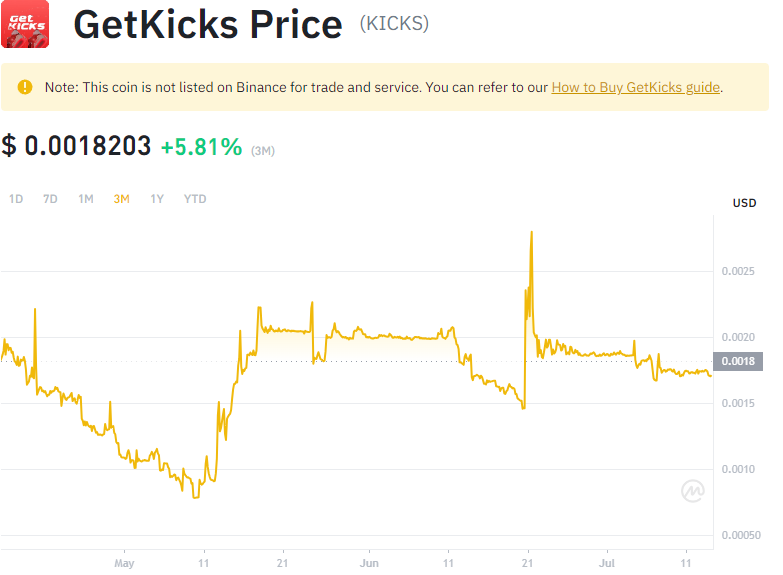 GET
KICKS
GetKicks Price (KICKS)
Note: This coin is not listed on Binance for trade and service. You can refer to our How to Buy GetKicks guide.
$ 0.0018203 +5.81% (3M)
1D 7D 1M 3M 1Y YTD
USD
0.0025
0.0020
0.0018
0.0015
0.0010
0.00050
May 11 21 Jun 11 21 Jul 11